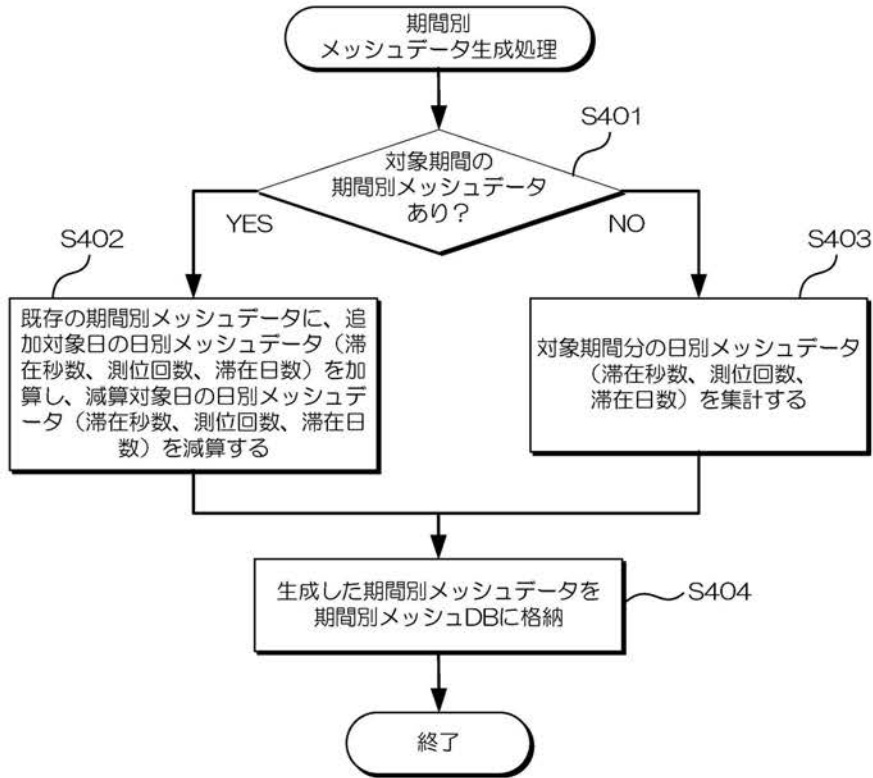 期間別
メッシュデータ生成処理
S401
対象期間の
期間別メッシュデータ
あり？
YES
NO
S402
既存の期間別メッシュデータに、追
加対象日の日別メッシュデータ（滞
在秒数、測位回数、滞在日数）を加
算し、減算対象日の日別メッシュデ
ータ（滞在秒数、測位回数、滞在日
数）を減算する
S403
対象期間分の日別メッシュデータ
（滞在秒数、測位回数、
滞在日数）を集計する
生成した期間別メッシュデータを
期間別メッシュDBに格納
S404
終了